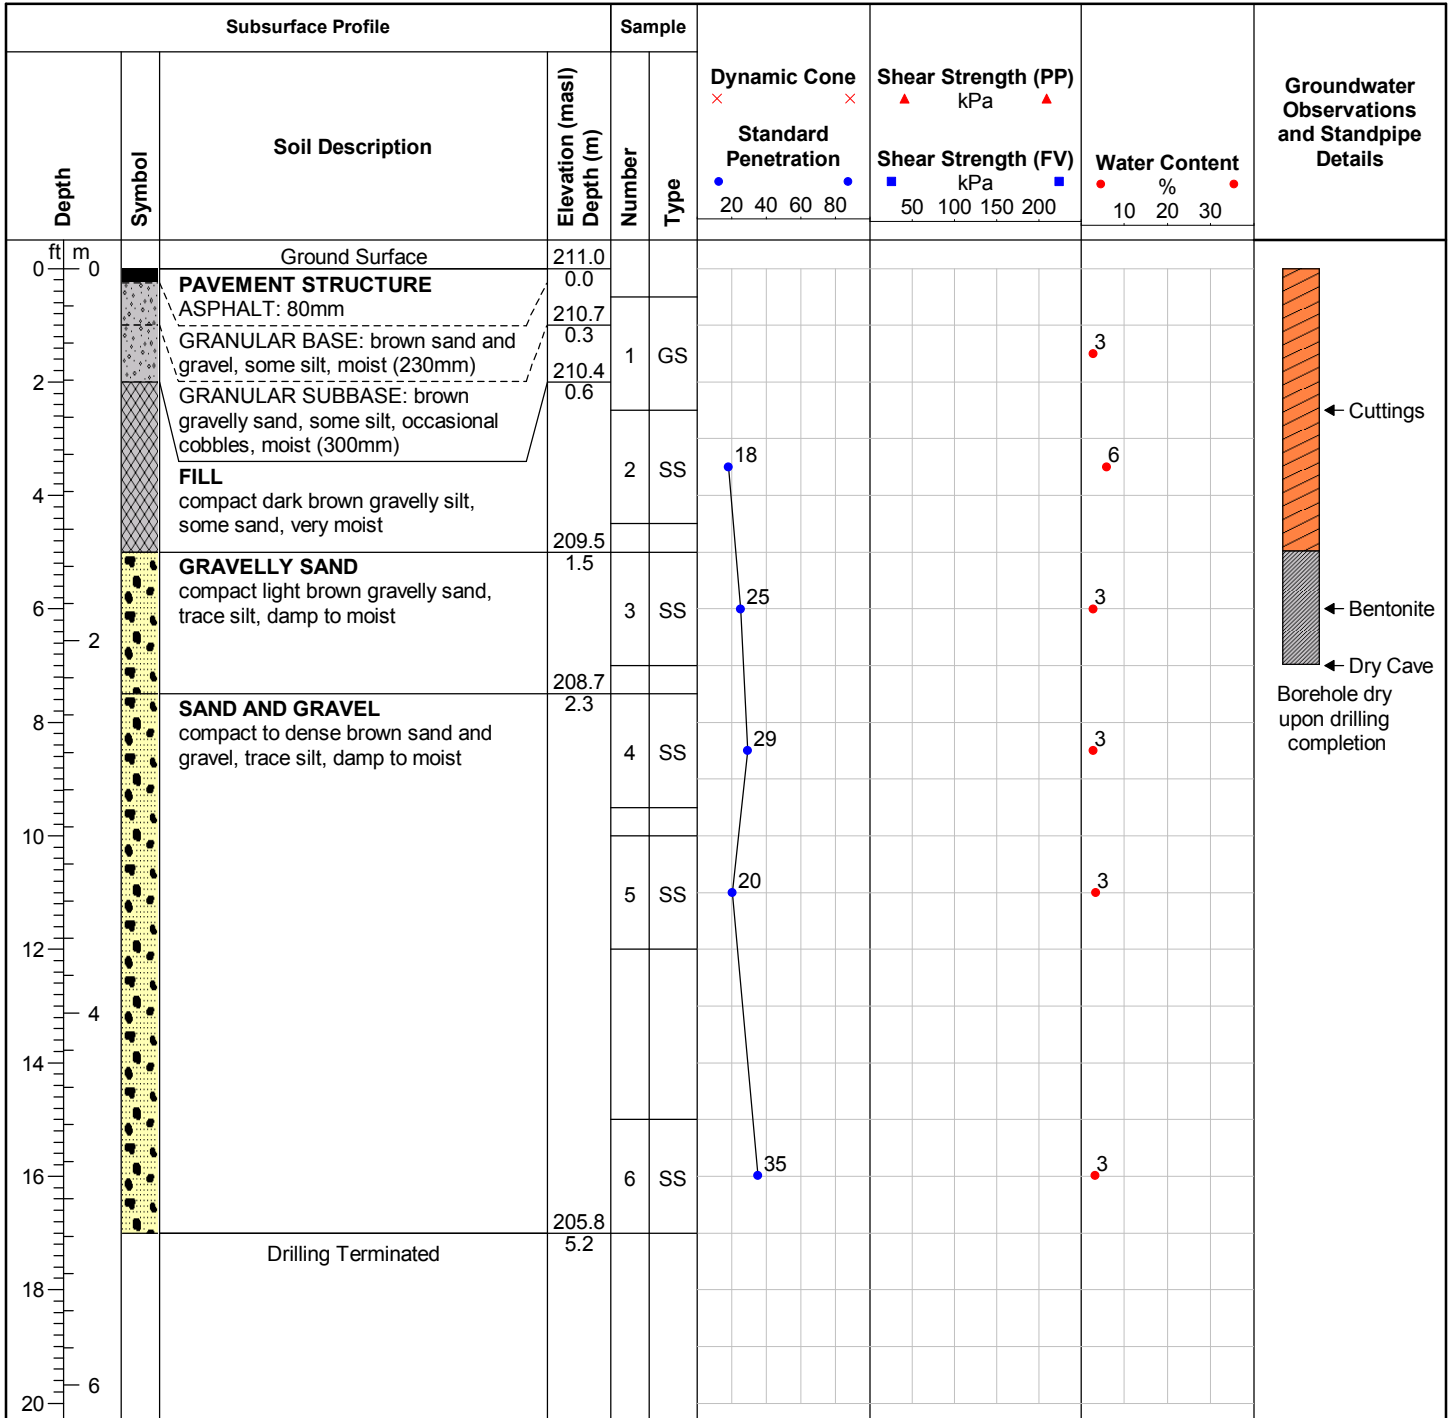 Subsurface Profile
Sample
Depth
Symbol
Soil Description
Elevation (masl)
Depth (m)
Number
Type
Dynamic Cone
Standard
Penetration
20 40 60 80
Shear Strength (PP)
kPa
Shear Strength (FV)
kPa
50 100 150 200
Water Content
%
10 20 30
Groundwater
Observations
and Standpipe
Details
ft m
0 0
2
4
6
2
8
10
12
4
14
16
18
6
20
Ground Surface
211.0
0.0
PAVEMENT STRUCTURE
ASPHALT: 80mm
210.7
0.3
GRANULAR BASE: brown sand and
gravel, some silt, moist (230mm)
210.4
0.6
GRANULAR SUBBASE: brown
gravelly sand, some silt, occasional
cobbles, moist (300mm)
FILL
compact dark brown gravelly silt,
some sand, very moist
209.5
1.5
GRAVELLY SAND
compact light brown gravelly sand,
trace silt, damp to moist
208.7
2.3
SAND AND GRAVEL
compact to dense brown sand and
gravel, trace silt, damp to moist
205.8
5.2
Drilling Terminated
1 GS 3
2 SS 18 6
3 SS 25 3
4 SS 29 3
5 SS 20 3
6 SS 35 3
Cuttings
Bentonite
Dry Cave
Borehole dry
upon drilling
completion